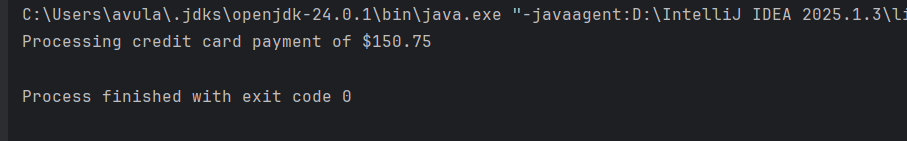 C:\Users\avula\.jdks\openjdk-24.0.1\bin\java.exe "-javaagent:D:\IntelliJ IDEA 2025.1.3\li
Processing credit card payment of $150.75
Process finished with exit code 0